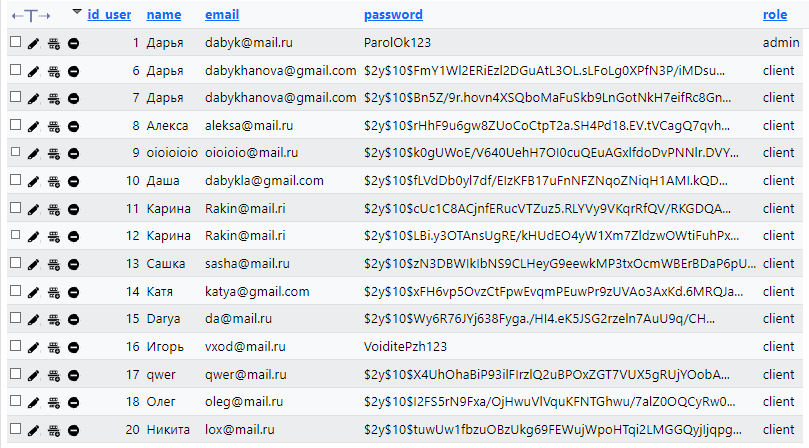 id_user name email password role
1 Дарья dabyk@mail.ru ParolOk123 admin
6 Дарья dabykhanova@gmail.com $2y$10$FmY1Wl2ERiEzl2DGuAtL3OL.sLFoLg0XPfN3P/iMDsu... client
7 Дарья dabykhanova@gmail.com $2y$10$Bn5Z/9r.hovn4XSQboMaFuSkb9LnGotNkH7eifRc8Gn... client
8 Алекса aleksa@mail.ru $2y$10$rHhF9u6gw8ZUoCoCtpT2a.SH4Pd18.EV.tVCagQ7qvh... client
9 oioioioio oioioio@mail.ru $2y$10$k0gUWoE/V640UehH7OI0cuQEuAGxlfdoDvPNNlr.DVY... client
10 Даша dabykla@gmail.com $2y$10$fLVdDb0yl7df/EIzKFB17uFnNFZNqoZNiqH1AMI.kQD... client
11 Карина Rakin@mail.ri $2y$10$cUc1C8ACjnfERucVTZuz5.RLYVy9VKqrRfQV/RKGDQA... client
12 Карина Rakin@mail.ru $2y$10$LBi.y3OTAnsUgRE/kHUdEO4yW1Xm7ZldzwOWtiFuhPx... client
13 Сашка sasha@mail.ru $2y$10$zN3DBWIkIbNS9CLHeyG9eewkMP3txOcmWBErBDaP6pU... client
14 Катя katya@gmail.com $2y$10$xFH6vp5OvzCtFpwEvqmPEuwPr9zUVAo3AxKd.6MRQJa... client
15 Darya da@mail.ru $2y$10$Wy6R76JYj638Fyga./HI4.eK5JSG2rzeln7AuU9q/CH... client
16 Игорь vxod@mail.ru VoiditePzh123 client
17 qwer qwer@mail.ru $2y$10$X4UhOhaBiP93ilFIrzlQ2uBPOxZGT7VUX5gRUjYOobA... client
18 Олег oleg@mail.ru $2y$10$I2FS5rN9Fxa/OjHwuVlVquKFNTGhwu/7alZ0OQCyRw0... client
20 Никита lox@mail.ru $2y$10$tuwUw1fbzuOBzUkg69FEWujWpoHTqi2LMGGQyjIjqpg... client